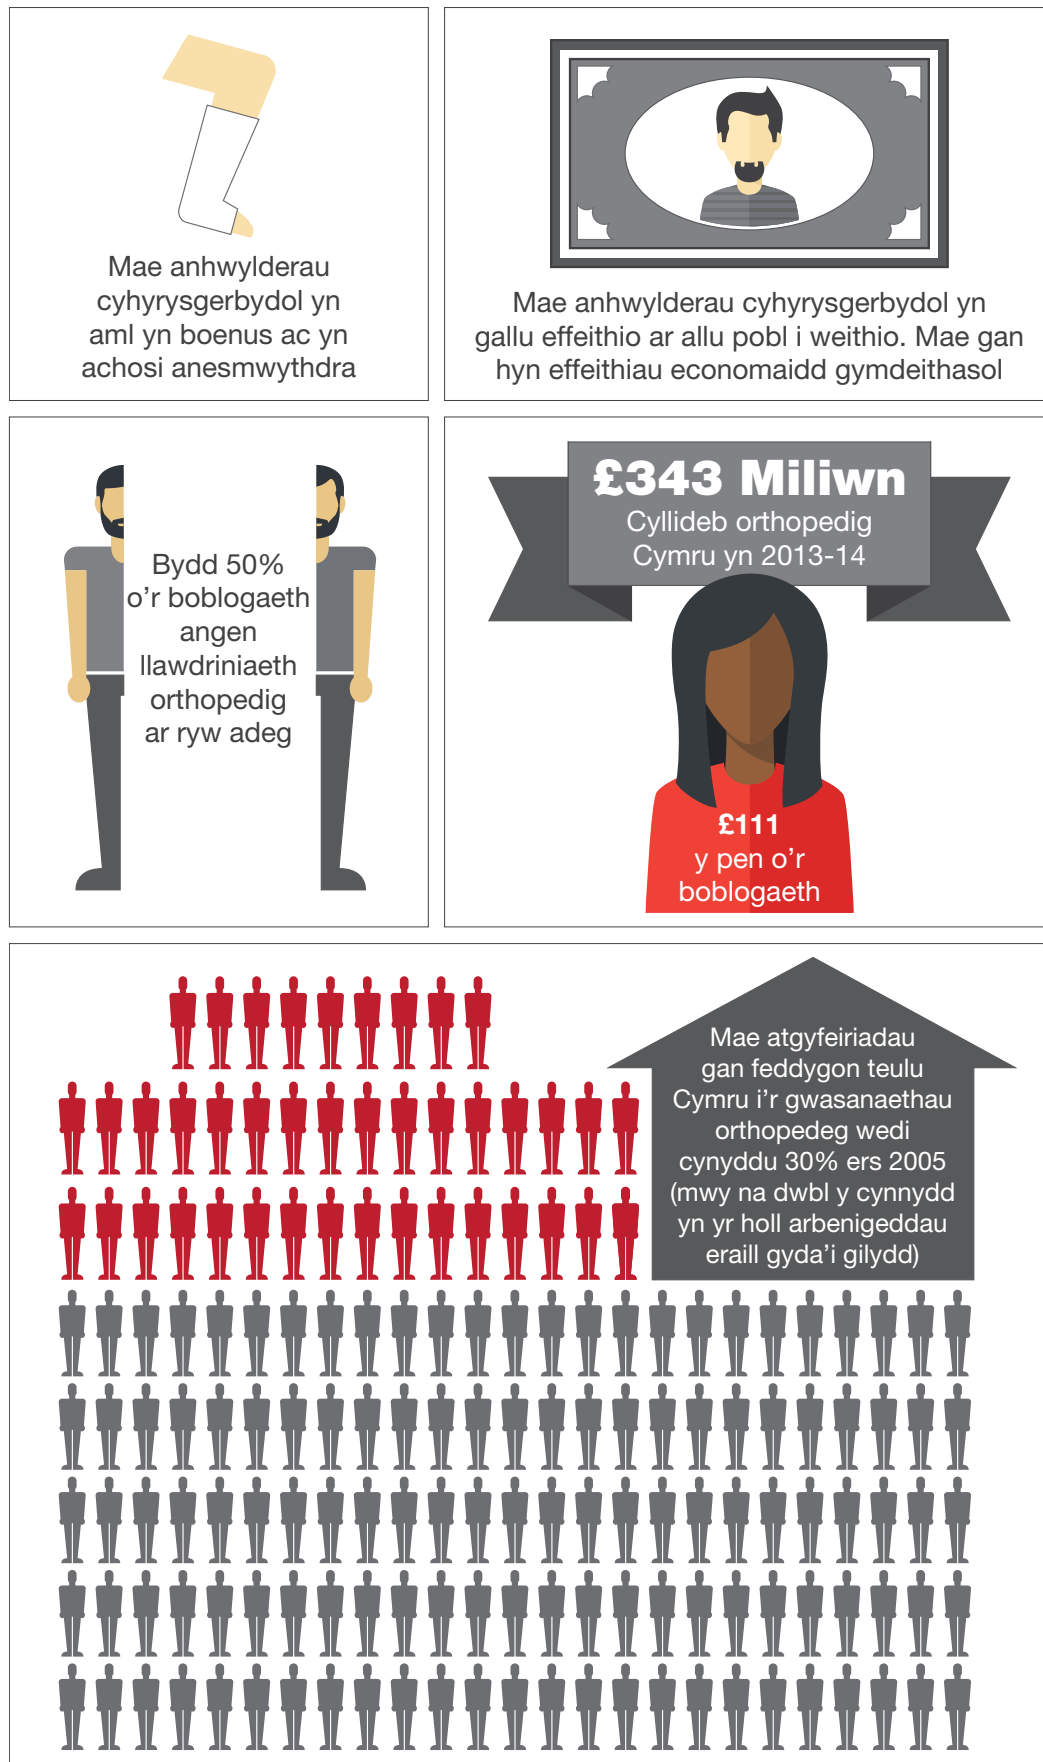 Mae anhwylderau
cyhyrysgerbydol yn
aml yn boenus ac yn
achosi anesmwythdra
Mae anhwylderau cyhyrysgerbydol yn
gallu effeithio ar allu pobl i weithio. Mae gan
hyn effeithiau economaidd gymdeithasol
Bydd 50%
o’r boblogaeth
angen
llawdriniaeth
orthopedig
ar ryw adeg
£343 Miliwn
Cyllideb orthopedig
Cymru yn 2013-14
£111
y pen o’r
boblogaeth
Mae atgyfeiriadau
gan feddygon teulu
Cymru i’r gwasanaethau
orthopedeg wedi
cynyddu 30% ers 2005
(mwy na dwbl y cynnydd
yn yr holl arbenigeddau
eraill gyda’i gilydd)